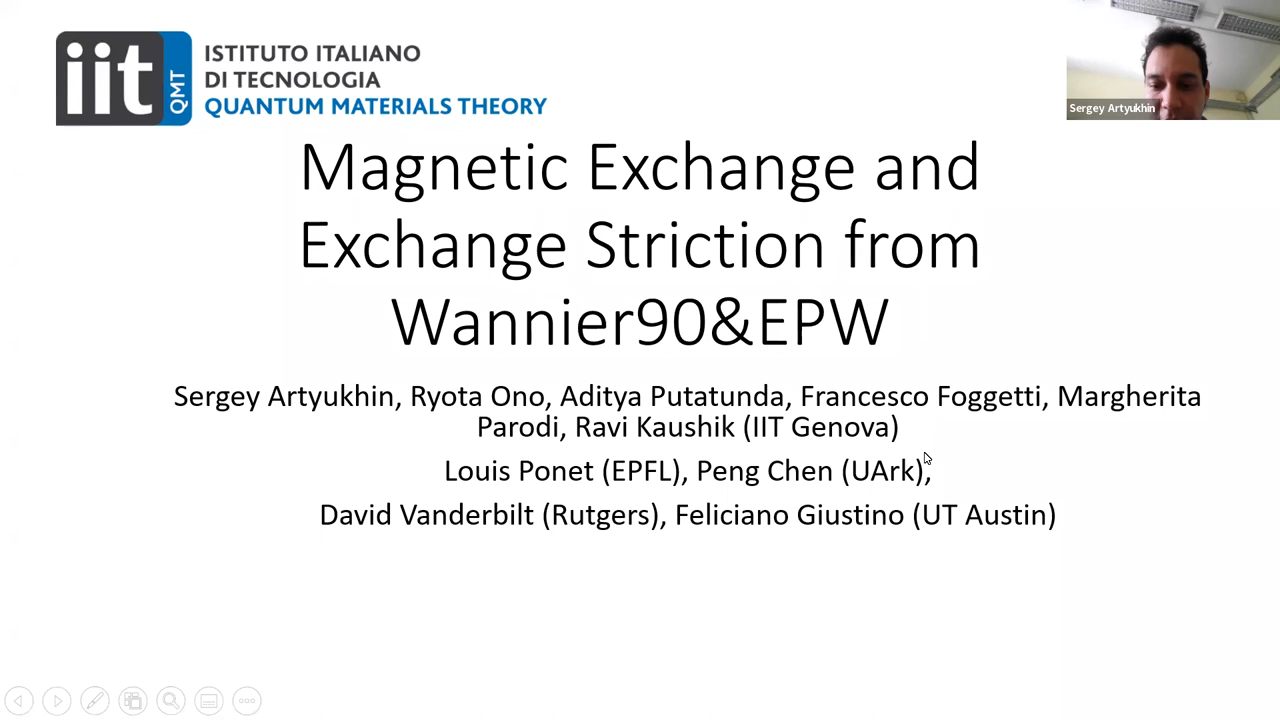 iit
QMT
ISTITUTO ITALIANO
DI TECNOLOGIA
QUANTUM MATERIALS THEORY
Sergey Artyukhin
Magnetic Exchange and
Exchange Striction from
Wannier90&EPW
Sergey Artyukhin, Ryota Ono, Aditya Putatunda, Francesco Foggetti, Margherita
Parodi, Ravi Kaushik (IIT Genova)
Louis Ponet (EPFL), Peng Chen (UArk),
David Vanderbilt (Rutgers), Feliciano Giustino (UT Austin)